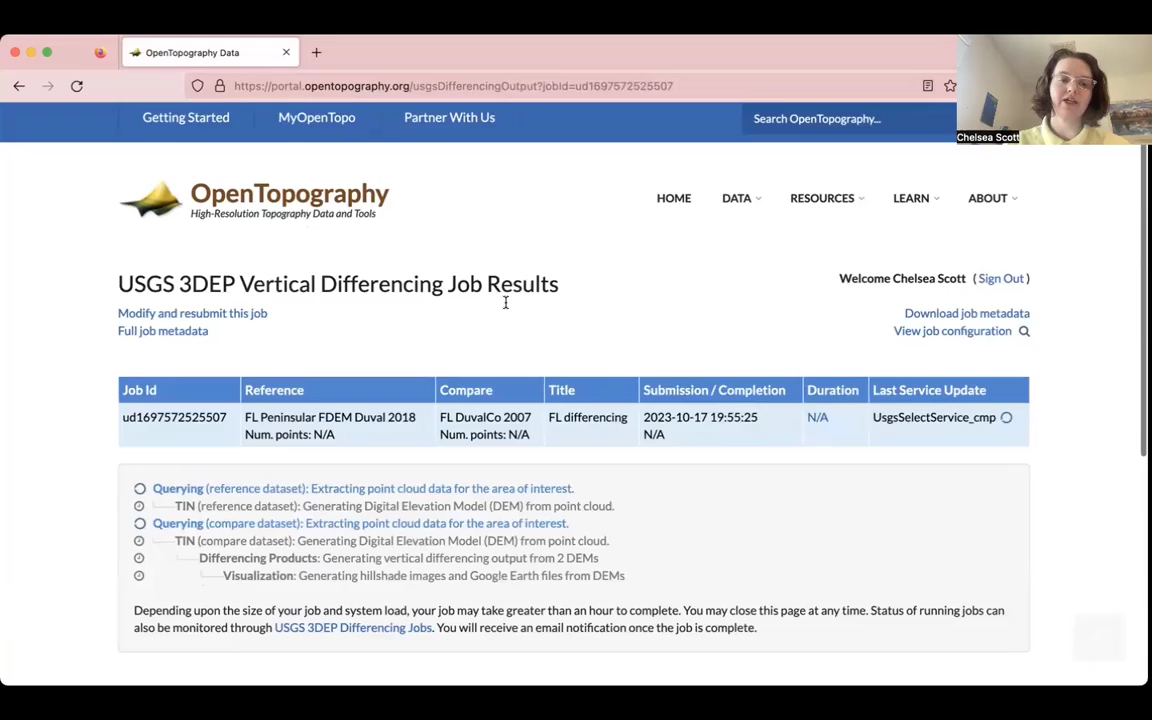 OpenTopography Data
https://portal.opentopography.org/usgsDifferencingOutput?jobId=ud1697572525507
Chelsea Scott
Getting Started MyOpenTopo Partner With Us Search OpenTopography...
OpenTopography
High-Resolution Topography Data and Tools
HOME DATA RESOURCES LEARN ABOUT
USGS 3DEP Vertical Differencing Job Results
Welcome Chelsea Scott (Sign Out)
Modify and resubmit this job Download job metadata
Full job metadata View job configuration
Job Id Reference Compare Title Submission / Completion Duration Last Service Update
ud1697572525507 FL Peninsular FDEM Duval 2018 FL DuvalCo 2007 FL differencing 2023-10-17 19:55:25 N/A UsgsSelectService_cmp
Num. points: N/A Num. points: N/A N/A
Querying (reference dataset): Extracting point cloud data for the area of interest.
TIN (reference dataset): Generating Digital Elevation Model (DEM) from point cloud.
Querying (compare dataset): Extracting point cloud data for the area of interest.
TIN (compare dataset): Generating Digital Elevation Model (DEM) from point cloud.
Differencing Products: Generating vertical differencing output from 2 DEMs
Visualization: Generating hillshade images and Google Earth files from DEMs
Depending upon the size of your job and system load, your job may take greater than an hour to complete. You may close this page at any time. Status of running jobs can
also be monitored through USGS 3DEP Differencing Jobs. You will receive an email notification once the job is complete.